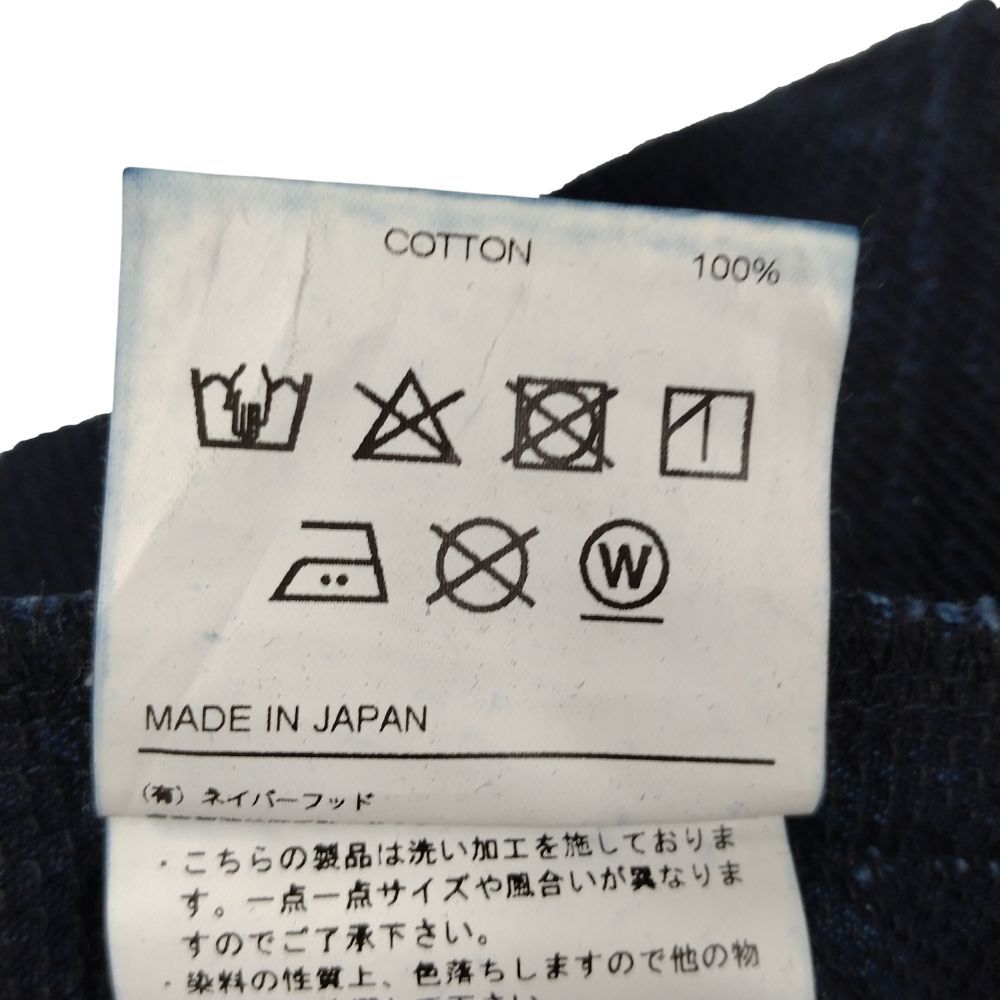 COTTON 100%
W
MADE IN JAPAN
(有) ネイバーフッド
・こちらの製品は洗い加工を施しておりま
す。一点一点サイズや風合いが異なりま
すのでご了承下さい。
・染料の性質上、色落ちしますので他の物